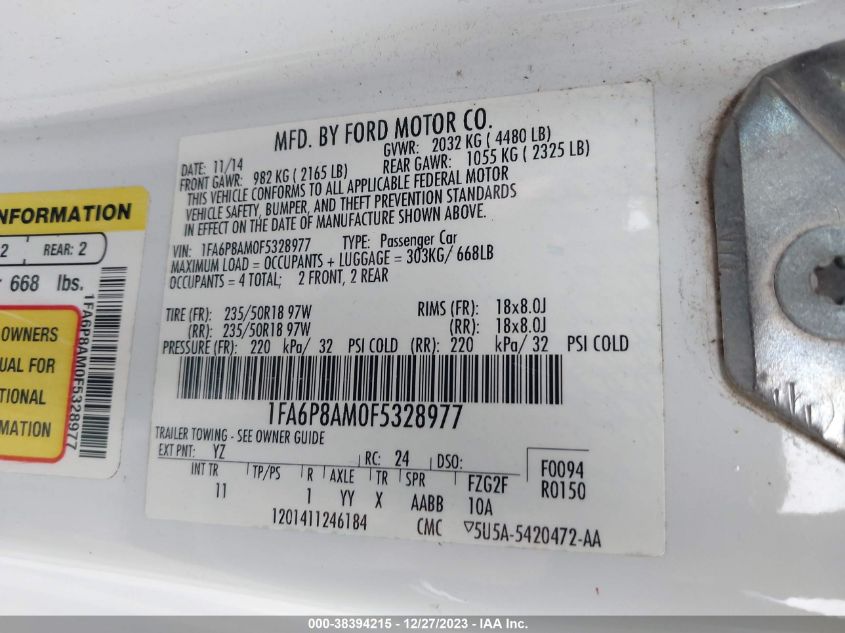 MFD. BY FORD MOTOR CO.
DATE: 11/14 GVWR: 2032 KG ( 4480 LB)
FRONT GAWR: 982 KG ( 2165 LB) REAR GAWR: 1055 KG ( 2325 LB)
THIS VEHICLE CONFORMS TO ALL APPLICABLE FEDERAL MOTOR
VEHICLE SAFETY, BUMPER, AND THEFT PREVENTION STANDARDS
IN EFFECT ON THE DATE OF MANUFACTURE SHOWN ABOVE.
VIN: 1FA6P8AM0F5328977 TYPE: Passenger Car
MAXIMUM LOAD = OCCUPANTS + LUGGAGE = 303KG/ 668LB
OCCUPANTS = 4 TOTAL; 2 FRONT, 2 REAR
TIRE (FR): 235/50R18 97W RIMS (FR): 18x8.0J
(RR): 235/50R18 97W (RR): 18x8.0J
PRESSURE (FR): 220 kPa/ 32 PSI COLD (RR): 220 kPa/ 32 PSI COLD
1FA6P8AM0F5328977
TRAILER TOWING - SEE OWNER GUIDE
EXT PNT: YZ RC: 24 DSO: F0094
INT TR TP/PS R AXLE TR SPR FZG2F R0150
11 1 YY X AABB 10A
1201411246184 CMC ▽5U5A-5420472-AA
INFORMATION
2 REAR: 2
668 lbs.
OWNERS
UAL FOR
TIONAL
MATION
1FA6P8AM0F5328977
000-38394215 - 12/27/2023 - IAA Inc.